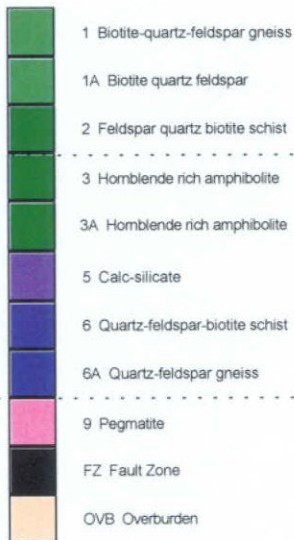 1 Biotite-quartz-feldspar gneiss
1A Biotite quartz feldspar
2 Feldspar quartz biotite schist
3 Hornblende rich amphibolite
3A Hornblende rich amphibolite
5 Calc-silicate
6 Quartz-feldspar-biotite schist
6A Quartz-feldspar gneiss
9 Pegmatite
FZ Fault Zone
OVB Overburden